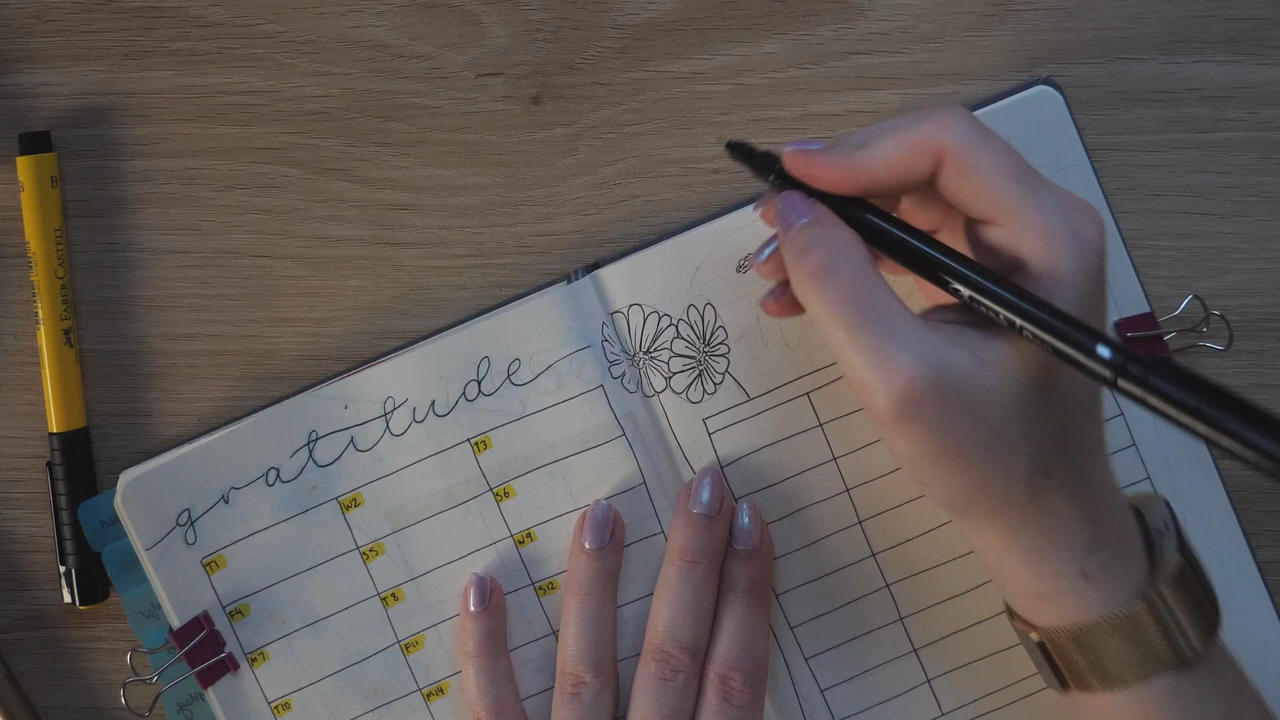 gratitude
T1
W2
T3
F4
S5
S6
M7
T8
W9
T10
F11
S12
M14
B
FABER-CASTELL